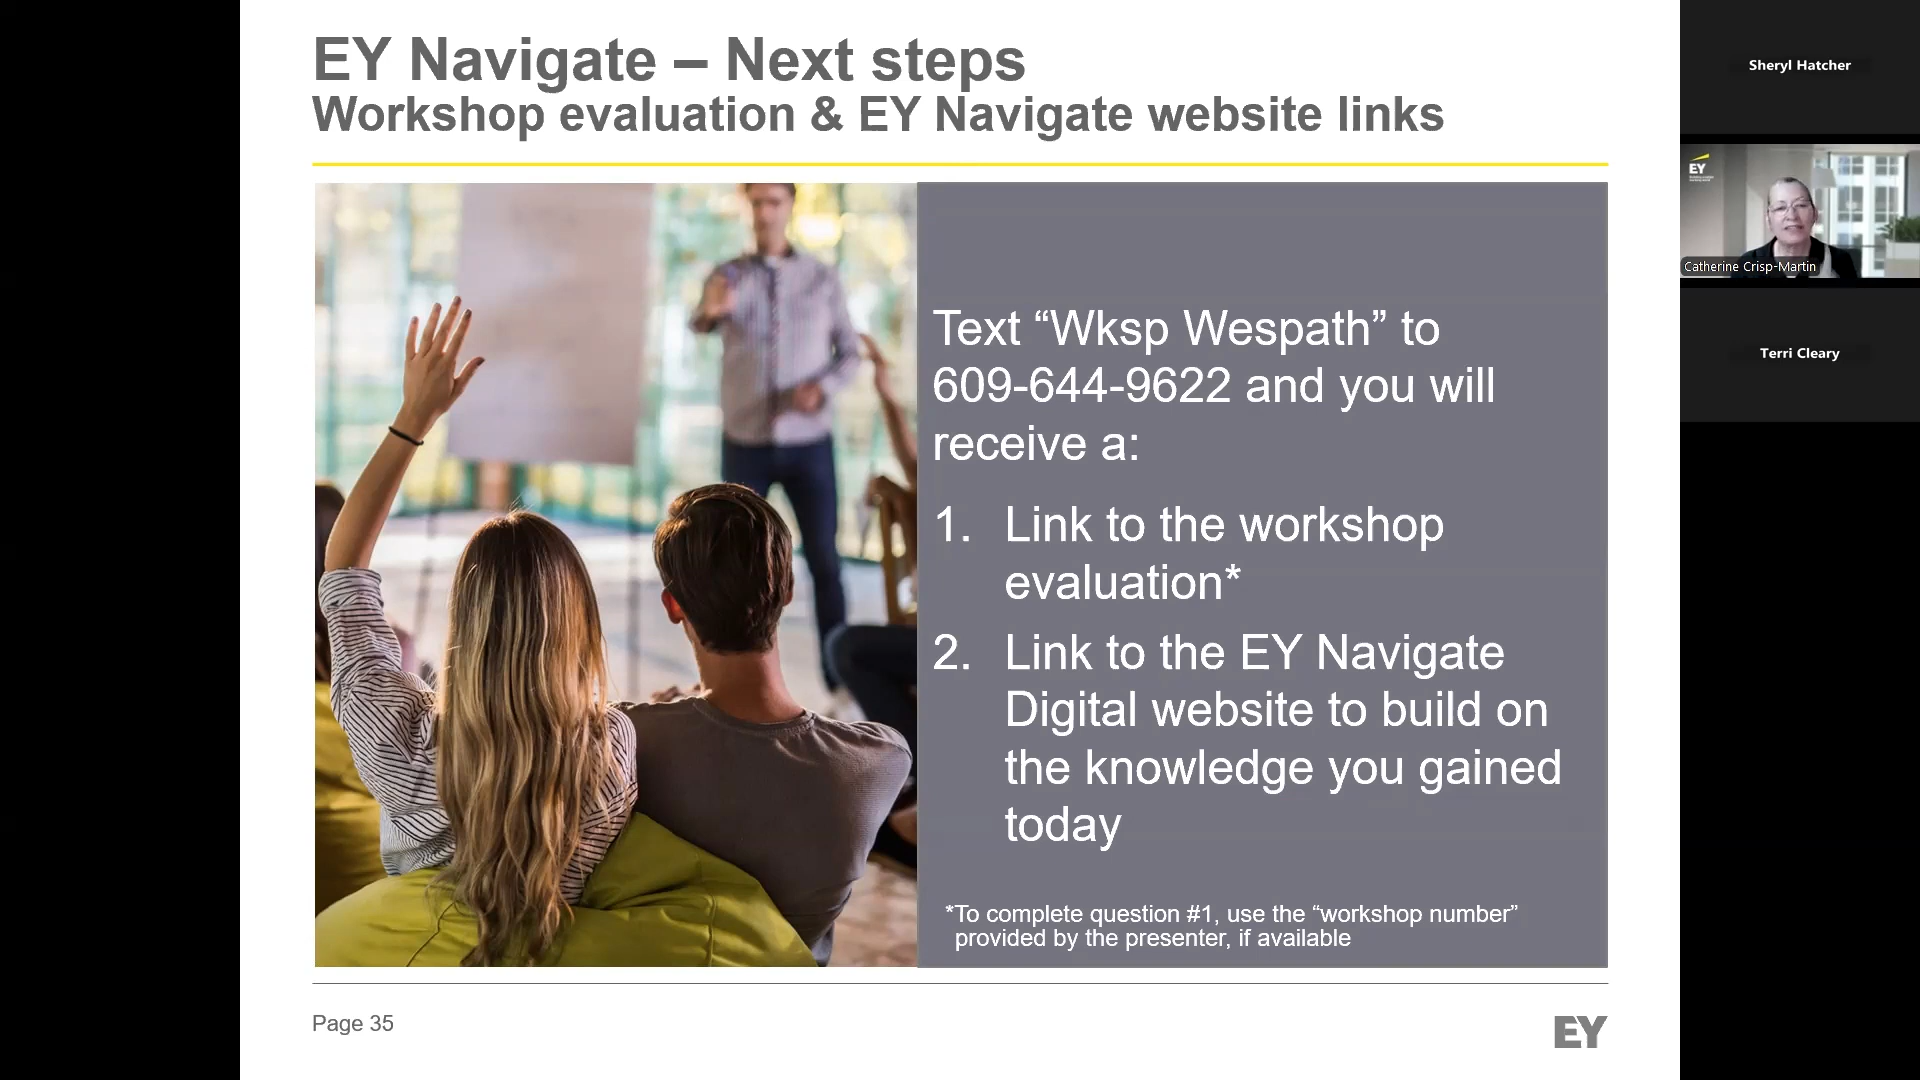 EY Navigate – Next steps
Workshop evaluation & EY Navigate website links
Text “Wksp Wespath” to
609-644-9622 and you will
receive a:
1. Link to the workshop
evaluation*
2. Link to the EY Navigate
Digital website to build on
the knowledge you gained
today
*To complete question #1, use the “workshop number”
provided by the presenter, if available
Page 35
EY
Sheryl Hatcher
EY
Catherine Crisp-Martin
Terri Cleary